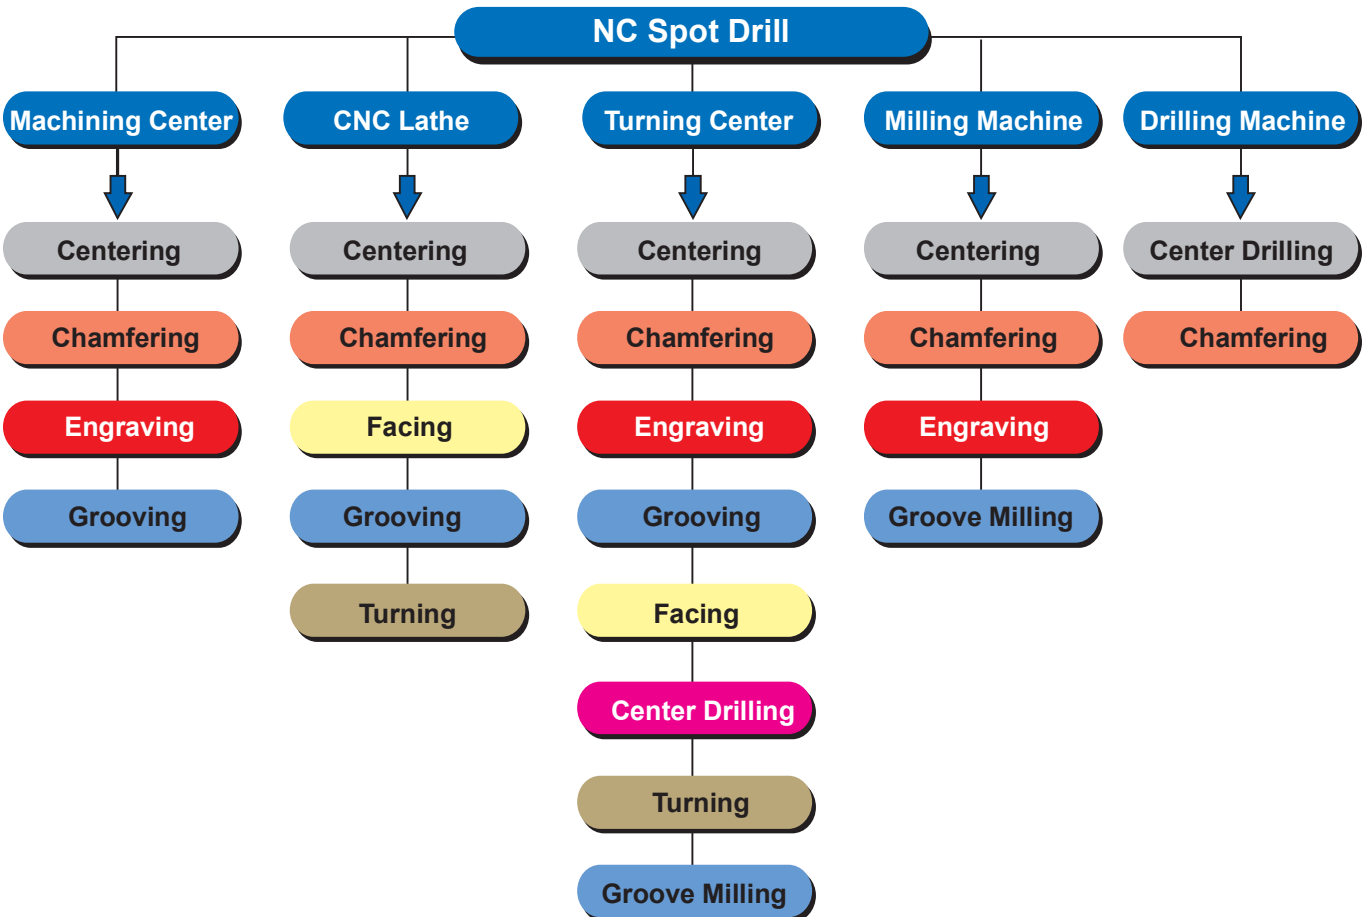 NC Spot Drill
Machining Center
CNC Lathe
Turning Center
Milling Machine
Drilling Machine
Centering
Centering
Centering
Centering
Center Drilling
Chamfering
Chamfering
Chamfering
Chamfering
Chamfering
Engraving
Facing
Engraving
Engraving
Grooving
Grooving
Grooving
Groove Milling
Turning
Facing
Center Drilling
Turning
Groove Milling